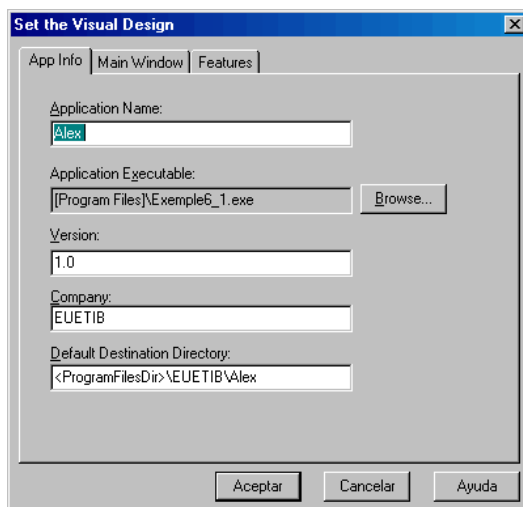 Set the Visual Design
App Info Main Window Features
Application Name:
Alex
Application Executable:
[Program Files]\Exemple6_1.exe
Browse...
Version:
1.0
Company:
EUETIB
Default Destination Directory:
<ProgramFilesDir>\EUETIB\Alex
Aceptar Cancelar Ayuda